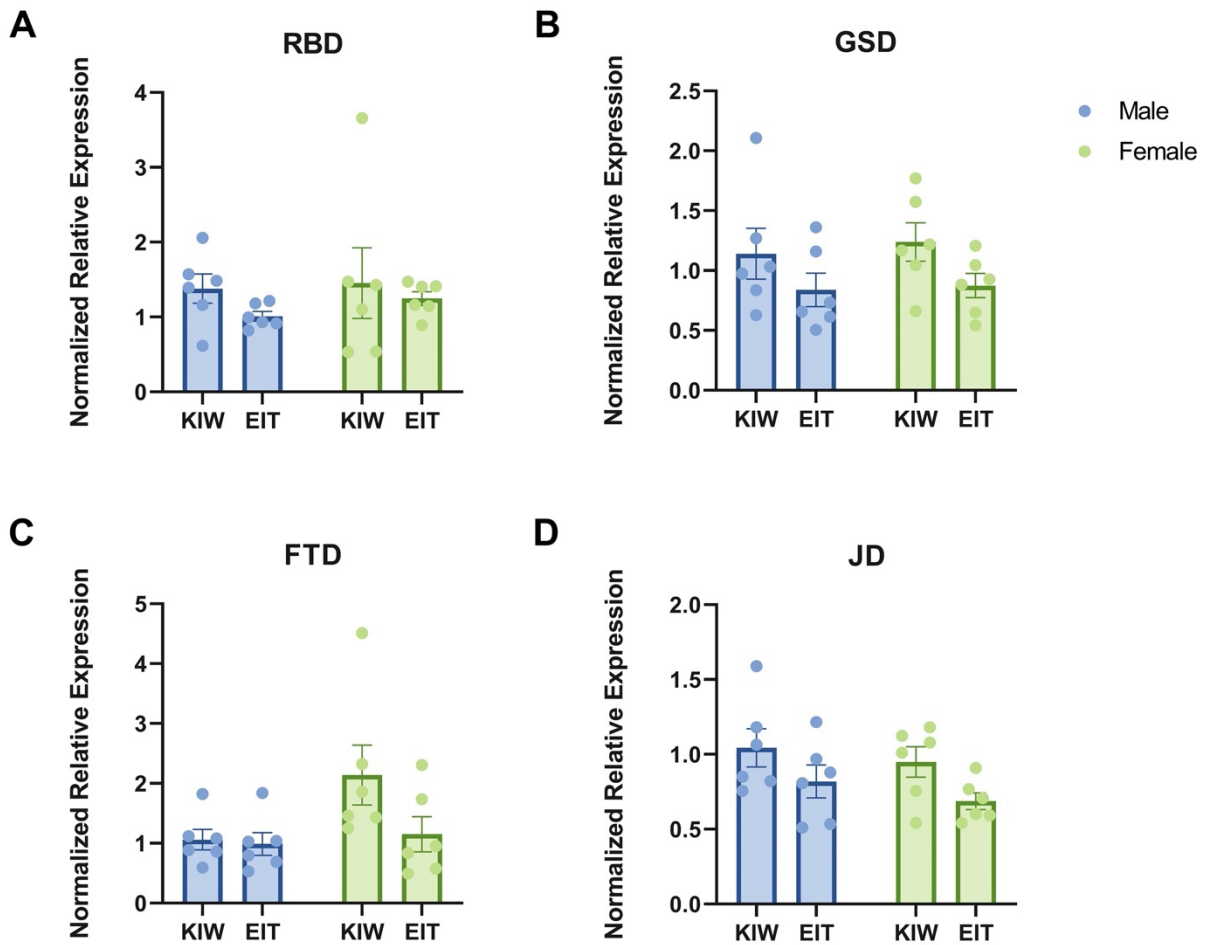 A
RBD
Normalized Relative Expression
4
3
2
1
0
KIW EIT KIW EIT
B
GSD
Normalized Relative Expression
2.5
2.0
1.5
1.0
0.5
0.0
KIW EIT KIW EIT
Male
Female
C
FTD
Normalized Relative Expression
5
4
3
2
1
0
KIW EIT KIW EIT
D
JD
Normalized Relative Expression
2.0
1.5
1.0
0.5
0.0
KIW EIT KIW EIT